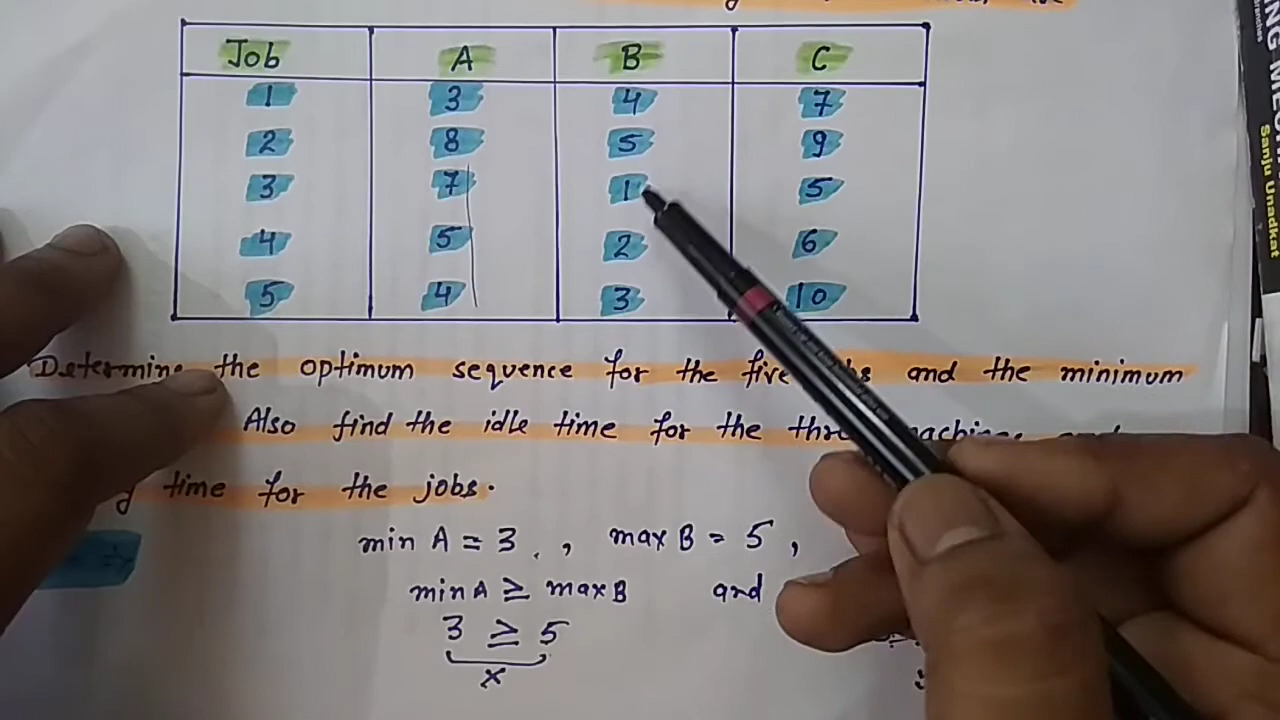 Job A B C
1 3 4 7
2 8 5 9
3 7 1 5
4 5 2 6
5 4 3 10
Determine the optimum sequence for the five and the minimum
Also find the idle time for the
time for the jobs.
min A = 3 , max B = 5 ,
min A ≥ max B and
3 ≥ 5
x
Sanju Unadkat